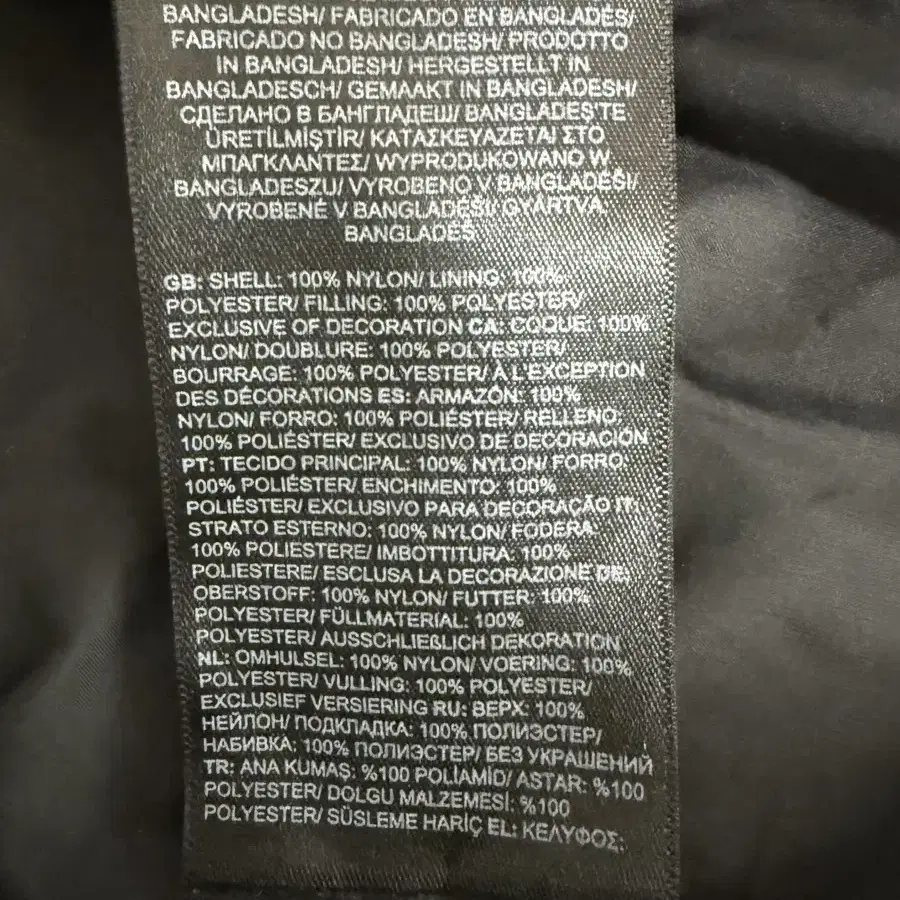 BANGLADESH/ FABRICADO EN BANGLADÉS/
FABRICADO NO BANGLADESH/ PRODOTTO
IN BANGLADESH/ HERGESTELLT IN
BANGLADESCH/ GEMAAKT IN BANGLADESH/
СДЕЛАНО В БАНГЛАДЕШ/ BANGLADEŞ'TE
ÜRETİLMİŞTİR/ ΚΑΤΑΣΚΕΥΑΖΕΤΑΙ ΣΤΟ
ΜΠΑΓΚΛΑΝΤΕΣ/ WYPRODUKOWANO W
BANGLADESZU/ VYROBENO V BANGLADÉŠI/
VYROBENÉ V BANGLADÉŠI/ GYÁRTVA:
BANGLADES
GB: SHELL: 100% NYLON/ LINING: 100%
POLYESTER/ FILLING: 100% POLYESTER/
EXCLUSIVE OF DECORATION CA: COQUE: 100%
NYLON/ DOUBLURE: 100% POLYESTER/
BOURRAGE: 100% POLYESTER/ À L'EXCEPTION
DES DÉCORATIONS ES: ARMAZÓN: 100%
NYLON/ FORRO: 100% POLIÉSTER/ RELLENO:
100% POLIÉSTER/ EXCLUSIVO DE DECORACIÓN
PT: TECIDO PRINCIPAL: 100% NYLON/ FORRO:
100% POLIÉSTER/ ENCHIMENTO: 100%
POLIÉSTER/ EXCLUSIVO PARA DECORAÇÃO IT:
STRATO ESTERNO: 100% NYLON/ FODERA:
100% POLIESTERE/ IMBOTTITURA: 100%
POLIESTERE/ ESCLUSA LA DECORAZIONE DE:
OBERSTOFF: 100% NYLON/ FUTTER: 100%
POLYESTER/ FÜLLMATERIAL: 100%
POLYESTER/ AUSSCHLIEßLICH DEKORATION
NL: OMHULSEL: 100% NYLON/ VOERING: 100%
POLYESTER/ VULLING: 100% POLYESTER/
EXCLUSIEF VERSIERING RU: ВЕРХ: 100%
НЕЙЛОН/ ПОДКЛАДКА: 100% ПОЛИЭСТЕР/
НАБИВКА: 100% ПОЛИЭСТЕР/ БЕЗ УКРАШЕНИЙ
TR: ANA KUMAŞ: %100 POLİAMİD/ ASTAR: %100
POLYESTER/ DOLGU MALZEMESİ: %100
POLYESTER/ SÜSLEME HARİÇ EL: ΚΕΛΥΦΟΣ: